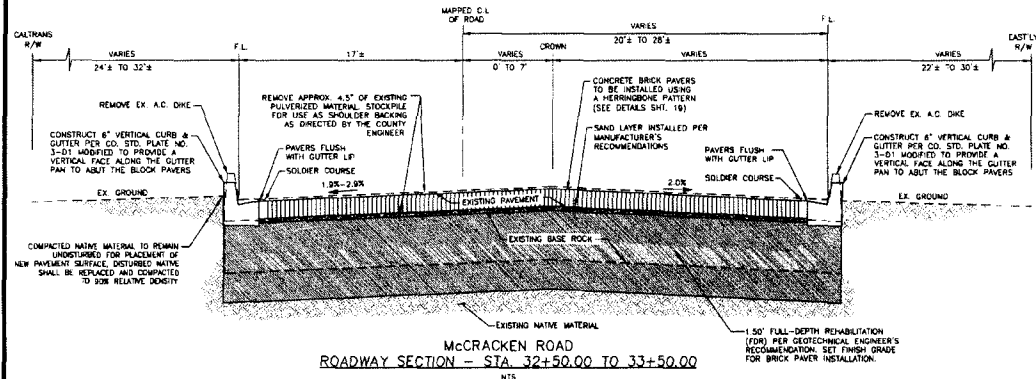 MAPPED C.L
OF ROAD
CALTRANS
R/W
F.L.
VARIES
20'± TO 28'±
F.L.
EAST'LY
R/W
VARIES
24'± TO 32'±
17'±
VARIES
0' TO 7'
CROWN
VARIES
VARIES
22'± TO 30'±
REMOVE EX. A.C. DIKE
CONSTRUCT 6" VERTICAL CURB &
GUTTER PER CO. STD. PLATE NO.
3-01 MODIFIED TO PROVIDE A
VERTICAL FACE ALONG THE GUTTER
PAN TO ABUT THE BLOCK PAVERS
REMOVE APPROX. 4.5" OF EXISTING
PULVERIZED MATERIAL. STOCKPILE
FOR USE AS SHOULDER BACKING
AS DIRECTED BY THE COUNTY
ENGINEER
PAVERS FLUSH
WITH GUTTER LIP
SOLDIER COURSE
CONCRETE BRICK PAVERS
TO BE INSTALLED USING
A HERRINGBONE PATTERN
(SEE DETAILS SHT. 19)
SAND LAYER INSTALLED PER
MANUFACTURER'S
RECOMMENDATIONS
PAVERS FLUSH
WITH GUTTER LIP
SOLDIER COURSE
REMOVE EX. A.C. DIKE
CONSTRUCT 6" VERTICAL CURB &
GUTTER PER CO. STD. PLATE NO.
3-01 MODIFIED TO PROVIDE A
VERTICAL FACE ALONG THE GUTTER
PAN TO ABUT THE BLOCK PAVERS
EX. GROUND
1.9%-2.9%
2.0%
EX. GROUND
EXISTING PAVEMENT
EXISTING BASE ROCK
COMPACTED NATIVE MATERIAL TO REMAIN
UNDISTURBED FOR PLACEMENT OF
NEW PAVEMENT SURFACE, DISTURBED NATIVE
SHALL BE REPLACED AND COMPACTED
TO 90% RELATIVE DENSITY
EXISTING NATIVE MATERIAL
1.50' FULL-DEPTH REHABILITATION
(FDR) PER GEOTECHNICAL ENGINEER'S
RECOMMENDATION. SET FINISH GRADE
FOR BRICK PAVER INSTALLATION.
McCRACKEN ROAD
ROADWAY SECTION - STA. 32+50.00 TO 33+50.00
NTS